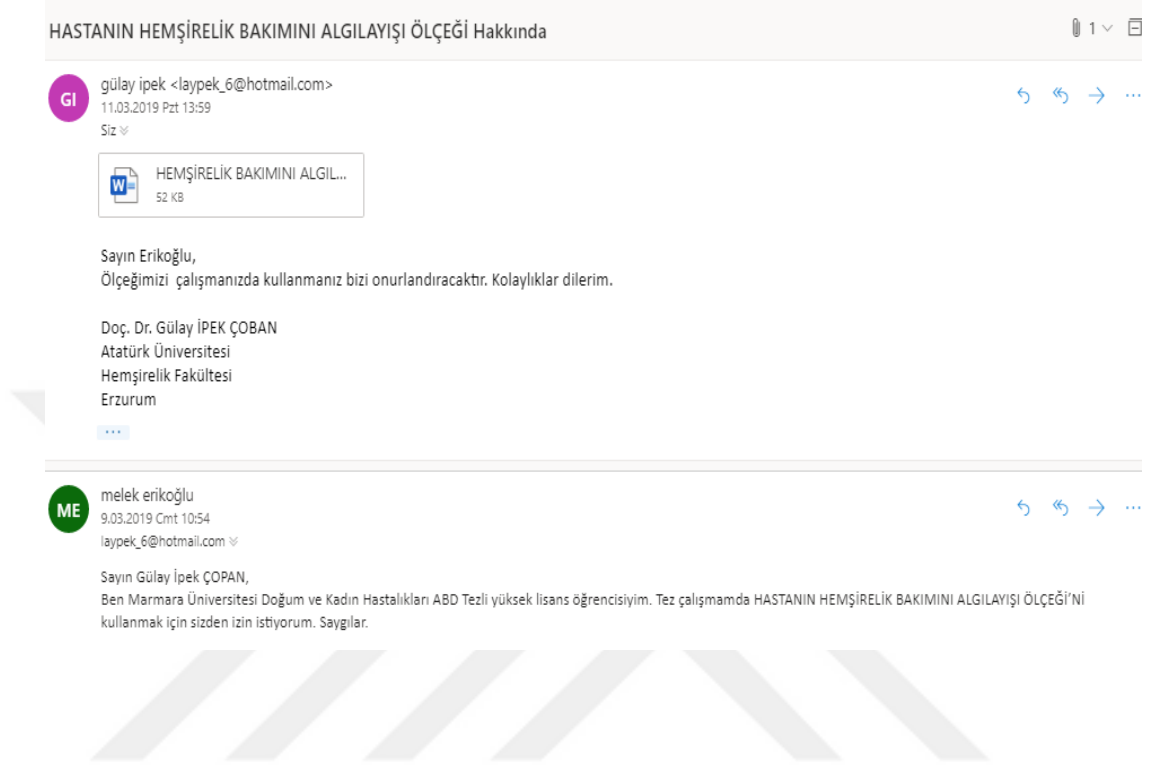 HASTANIN HEMŞİRELİK BAKIMINI ALGILAYIŞI ÖLÇEĞİ Hakkında
1
GI
gülay ipek <laypek_6@hotmail.com>
11.03.2019 Pzt 13:59
Siz
HEMŞİRELİK BAKIMINI ALGIL...
52 KB
Sayın Erikoğlu,
Ölçeğimizi çalışmanızda kullanmanız bizi onurlandıracaktır. Kolaylıklar dilerim.
Doç. Dr. Gülay İPEK ÇOBAN
Atatürk Üniversitesi
Hemşirelik Fakültesi
Erzurum
...
ME
melek erikoğlu
9.03.2019 Cmt 10:54
laypek_6@hotmail.com
Sayın Gülay İpek ÇOPAN,
Ben Marmara Üniversitesi Doğum ve Kadın Hastalıkları ABD Tezli yüksek lisans öğrencisiyim. Tez çalışmamda HASTANIN HEMŞİRELİK BAKIMINI ALGILAYIŞI ÖLÇEĞİ’Nİ
kullanmak için sizden izin istiyorum. Saygılar.